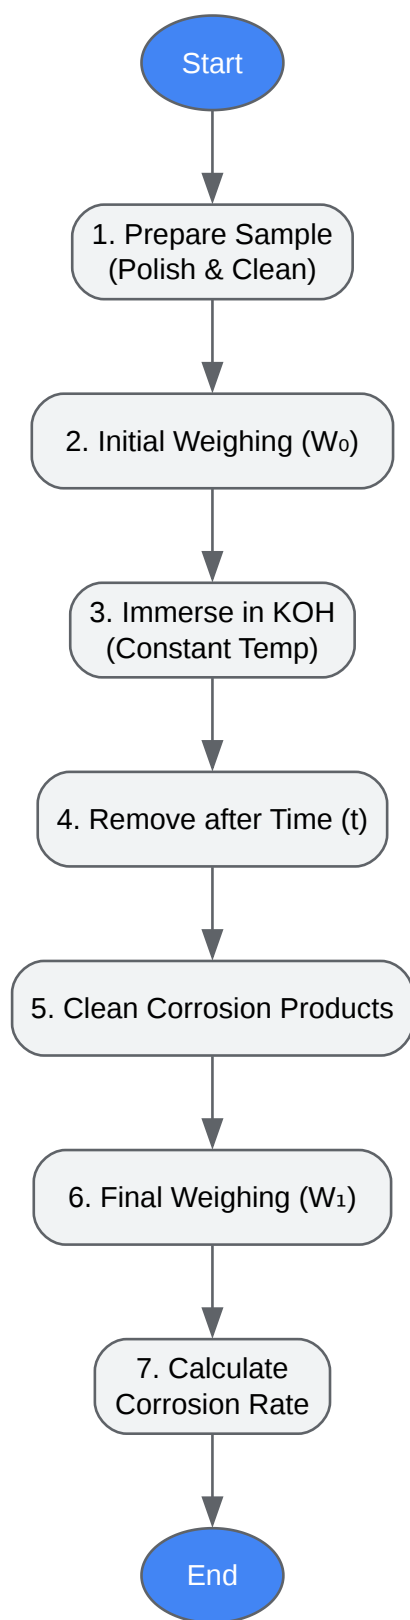 Start
1. Prepare Sample
(Polish & Clean)
2. Initial Weighing (W₀)
3. Immerse in KOH
(Constant Temp)
4. Remove after Time (t)
5. Clean Corrosion Products
6. Final Weighing (W₁)
7. Calculate
Corrosion Rate
End